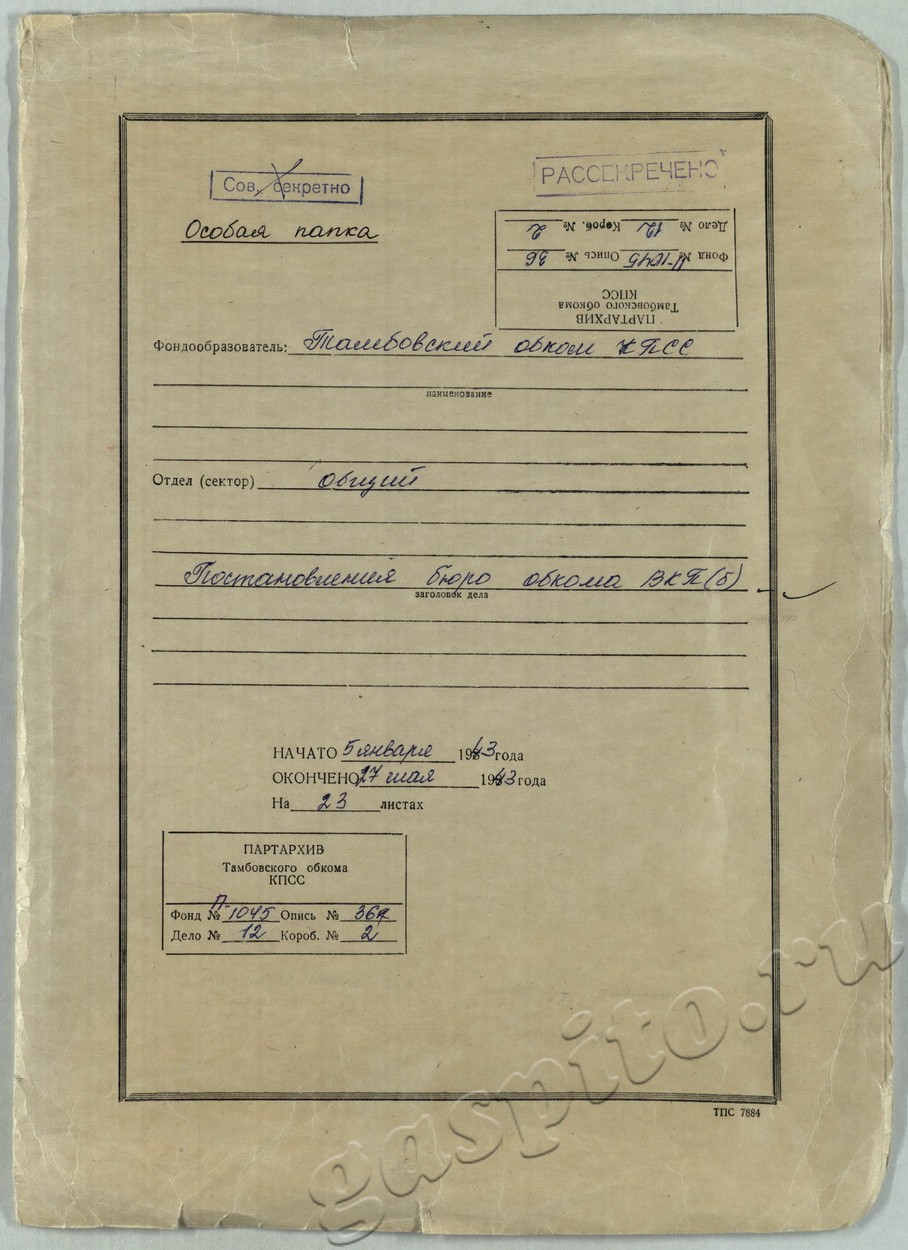 Сов. секретно
РАССЕКРЕЧЕНО
Особая папка
Дело № 12 Короб. № 2
Фонд № П-1045 Опись № 36
ПАРТАРХИВ
Тамбовского обкома
КПСС
Фондообразователь: Тамбовский обком КПСС
наименование
Отдел (сектор) общий
Постановления бюро обкома ВКП(б)
заголовок дела
НАЧАТО 5 января 1943 года
ОКОНЧЕНО 27 мая 1943 года
На 23 листах
ПАРТАРХИВ
Тамбовского обкома
КПСС
Фонд № П-1045 Опись № 36
Дело № 12 Короб. № 2
ТПС 7884
gaspito.ru